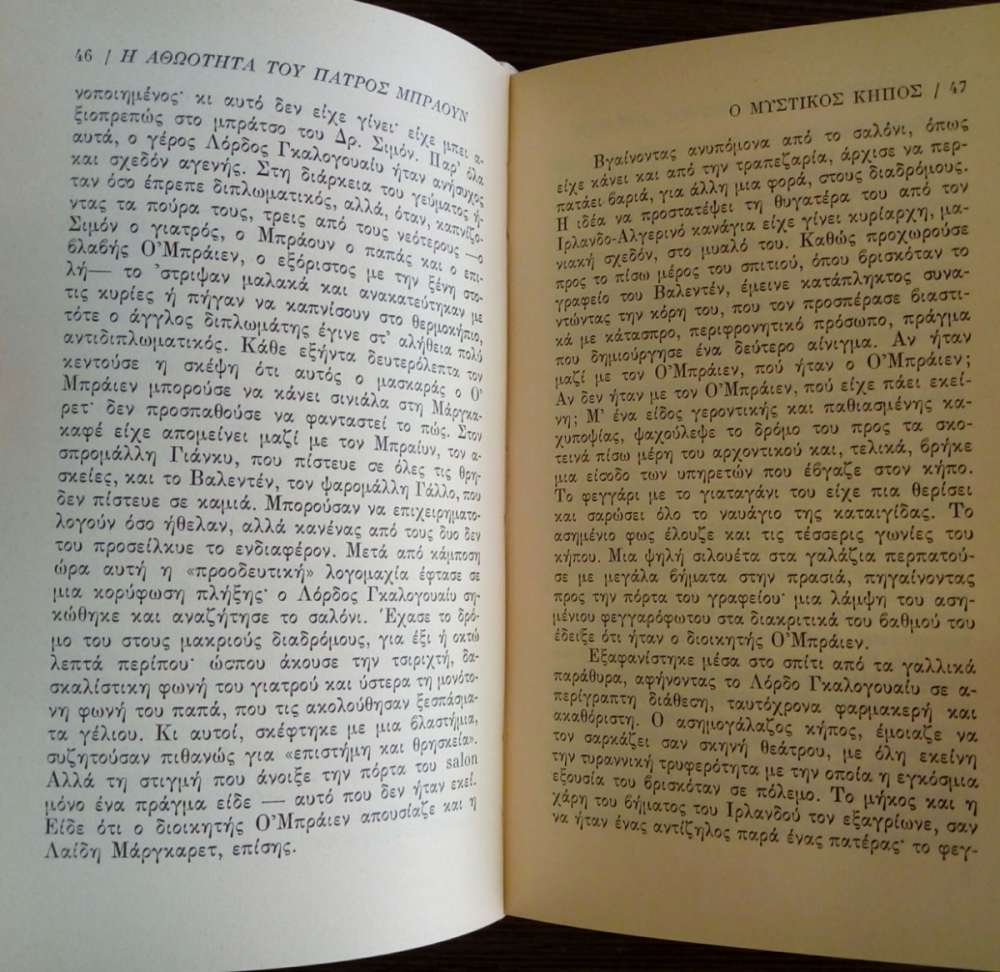 46 / Η ΑΘΩΟΤΗΤΑ ΤΟΥ ΠΑΤΡΟΣ ΜΠΡΑΟΥΝ
νοποιημένος· κι αυτό δεν είχε γίνει· είχε μπει α-
ξιοπρεπώς στο μπράτσο του Δρ. Σιμόν. Παρ' όλα
αυτά, ο γέρος Λόρδος Γκαλογουαίυ ήταν ανήσυχος
και σχεδόν αγενής. Στη διάρκεια του γεύματος ή-
ταν όσο έπρεπε διπλωματικός, αλλά, όταν, καπνίζο-
ντας τα πούρα τους, τρεις από τους νεότερους —ο
Σιμόν ο γιατρός, ο Μπράουν ο παπάς και ο επι-
βλαβής Ο'Μπράιεν, ο εξόριστος με την ξένη στο-
λή— το 'στριψαν μαλακά και ανακατεύτηκαν με
τις κυρίες ή πήγαν να καπνίσουν στο θερμοκήπιο,
τότε ο άγγλος διπλωμάτης έγινε στ' αλήθεια πολύ
αντιδιπλωματικός. Κάθε εξήντα δευτερόλεπτα τον
κεντούσε η σκέψη ότι αυτός ο μασκαράς ο Ο'
Μπράιεν μπορούσε να κάνει σινιάλα στη Μάργκα-
ρετ· δεν προσπαθούσε να φανταστεί το πώς. Στον
καφέ είχε απομείνει μαζί με τον Μπραίυν, τον α-
σπρομάλλη Γιάνκυ, που πίστευε σε όλες τις θρη-
σκείες, και το Βαλεντέν, τον ψαρομάλλη Γάλλο, που
δεν πίστευε σε καμιά. Μπορούσαν να επιχειρηματο-
λογούν όσο ήθελαν, αλλά κανένας από τους δυο δεν
του προσείλκυε το ενδιαφέρον. Μετά από κάμποση
ώρα αυτή η «προοδευτική» λογομαχία έφτασε σε
μια κορύφωση πλήξης· ο Λόρδος Γκαλογουαίυ ση-
κώθηκε και αναζήτησε το σαλόνι. Έχασε το δρό-
μο του στους μακριούς διαδρόμους, για έξι ή οκτώ
λεπτά περίπου· ώσπου άκουσε την τσιριχτή, δα-
σκαλίστικη φωνή του γιατρού και ύστερα τη μονότο-
νη φωνή του παπά, που τις ακολούθησαν ξεσπάσμα-
τα γέλιου. Κι αυτοί, σκέφτηκε με μια βλαστήμια,
συζητούσαν πιθανώς για «επιστήμη και θρησκεία».
Αλλά τη στιγμή που άνοιξε την πόρτα του salon
μόνο ένα πράγμα είδε — αυτό που δεν ήταν εκεί.
Είδε ότι ο διοικητής Ο'Μπράιεν απουσίαζε και η
Λαίδη Μάργκαρετ, επίσης.
Ο ΜΥΣΤΙΚΟΣ ΚΗΠΟΣ / 47
Βγαίνοντας ανυπόμονα από το σαλόνι, όπως
είχε κάνει και από την τραπεζαρία, άρχισε να περ-
πατάει βαριά, για άλλη μια φορά, στους διαδρόμους.
Η ιδέα να προστατέψει τη θυγατέρα του από τον
Ιρλανδο-Αλγερινό κανάγια είχε γίνει κυρίαρχη, μα-
νιακή σχεδόν, στο μυαλό του. Καθώς προχωρούσε
προς το πίσω μέρος του σπιτιού, όπου βρισκόταν το
γραφείο του Βαλεντέν, έμεινε κατάπληκτος συνα-
ντώντας την κόρη του, που τον προσπέρασε βιαστι-
κά με κάτασπρο, περιφρονητικό πρόσωπο, πράγμα
που δημιούργησε ένα δεύτερο αίνιγμα. Αν ήταν
μαζί με τον Ο'Μπράιεν, πού ήταν ο Ο'Μπράιεν;
Αν δεν ήταν με τον Ο'Μπράιεν, πού είχε πάει εκεί-
νη; Μ' ένα είδος γεροντικής και παθιασμένης κα-
χυποψίας, ψαχούλεψε το δρόμο του προς τα σκο-
τεινά πίσω μέρη του αρχοντικού και, τελικά, βρήκε
μια είσοδο των υπηρετών που έβγαζε στον κήπο.
Το φεγγάρι με το γιαταγάνι του είχε πια θερίσει
και σαρώσει όλο το ναυάγιο της καταιγίδας. Το
ασημένιο φως έλουζε και τις τέσσερις γωνίες του
κήπου. Μια ψηλή σιλουέτα στα γαλάζια περπατού-
σε με μεγάλα βήματα στην πρασιά, πηγαίνοντας
προς την πόρτα του γραφείου· μια λάμψη του αση-
μένιου φεγγαρόφωτου στα διακριτικά του βαθμού του
έδειξε ότι ήταν ο διοικητής Ο'Μπράιεν.
Εξαφανίστηκε μέσα στο σπίτι από τα γαλλικά
παράθυρα, αφήνοντας το Λόρδο Γκαλογουαίυ σε α-
περίγραπτη διάθεση, ταυτόχρονα φαρμακερή και
ακαθόριστη. Ο ασημογάλαζος κήπος, έμοιαζε να
τον σαρκάζει σαν σκηνή θεάτρου, με όλη εκείνη
την τυραννική τρυφερότητα με την οποία η εγκόσμια
εξουσία του βρισκόταν σε πόλεμο. Το μήκος και η
χάρη του βήματος του Ιρλανδού τον εξαγρίωνε, σαν
να ήταν ένας αντίζηλος παρά ένας πατέρας· το φεγ-